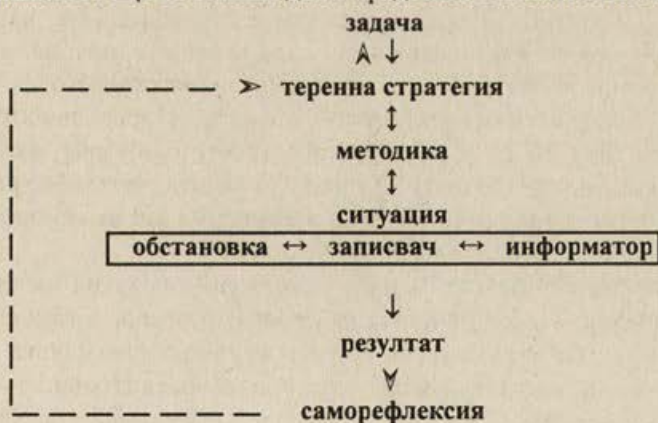 задача
↓
теренна стратегия
↕
методика
↕
ситуация
обстановка ↔ записвач ↔ информатор
↓
резултат
саморефлексия